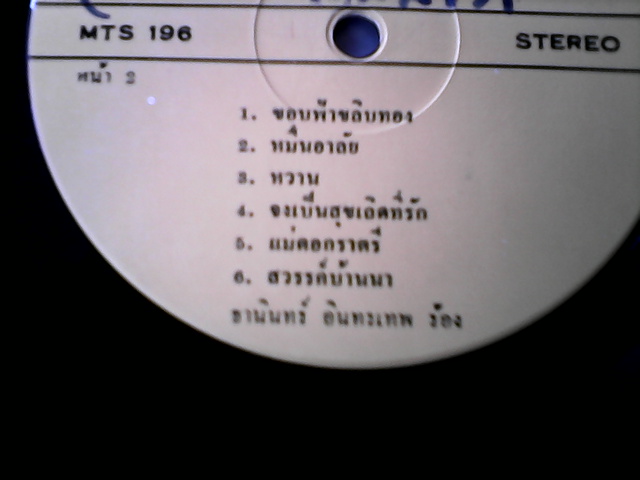 MTS 196
STEREO
หน้า 2
1. ขอบฟ้าขลิบทอง
2. หมื่นอาลัย
3. หวาน
4. จงเป็นสุขเถิดที่รัก
5. แม่ดอกราตรี
6. สวรรค์บ้านนา
ธานินทร์ อินทรเทพ ร้อง